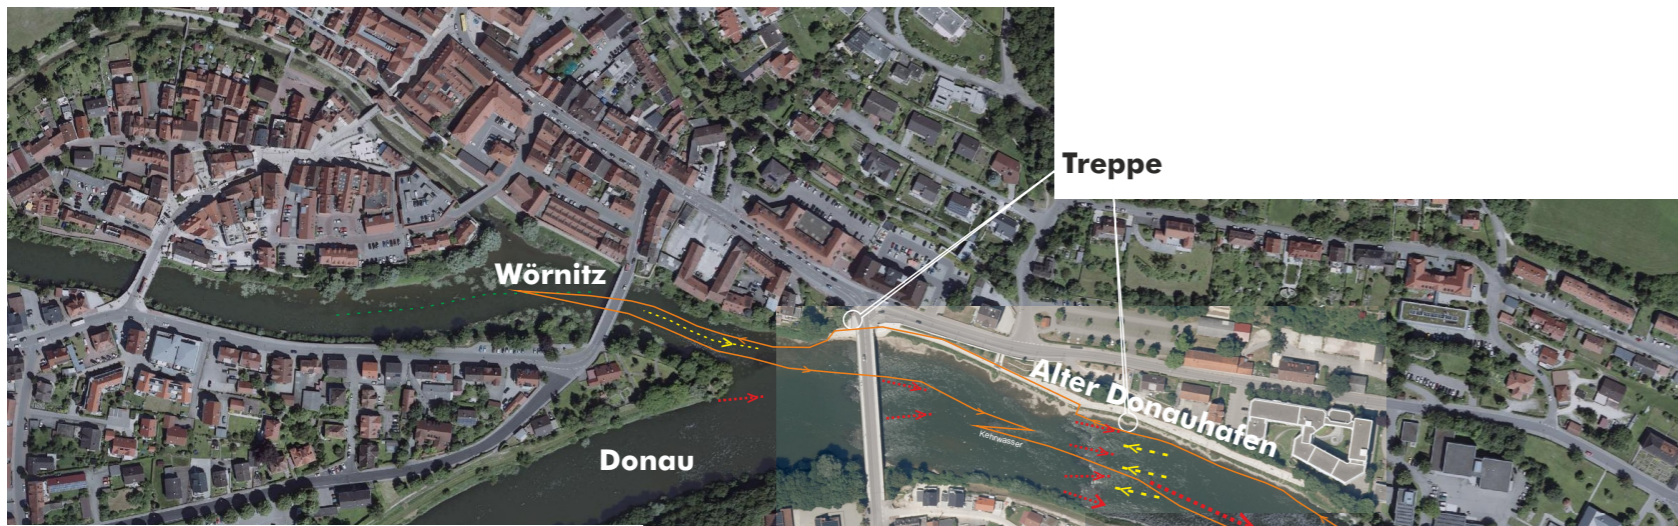 Treppe
Wörnitz
Alter Donauhafen
Kehrwasser
Donau